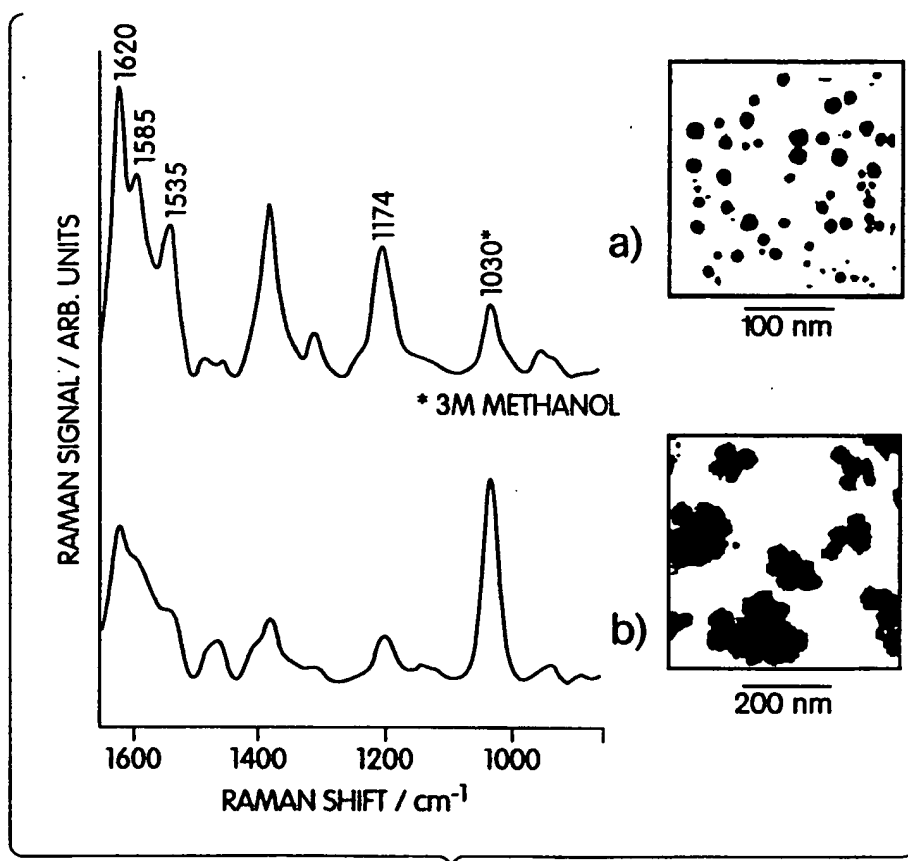 1620
1585
1535
1174
1030*
* 3M METHANOL
RAMAN SIGNAL / ARB. UNITS
1600 1400 1200 1000
RAMAN SHIFT / cm-1
a)
100 nm
b)
200 nm